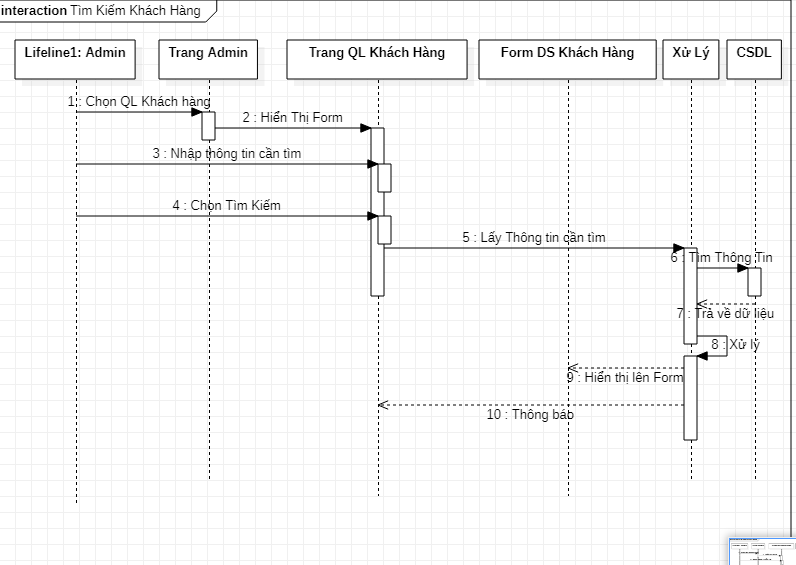 interaction Tìm Kiếm Khách Hàng
Lifeline1: Admin
Trang Admin
Trang QL Khách Hàng
Form DS Khách Hàng
Xử Lý
CSDL
1 : Chọn QL Khách hàng
2 : Hiển Thị Form
3 : Nhập thông tin cần tìm
4 : Chọn Tìm Kiếm
5 : Lấy Thông tin cần tìm
6 : Tìm Thông Tin
7 : Trả về dữ liệu
8 : Xử lý
9 : Hiển thị lên Form
10 : Thông báo